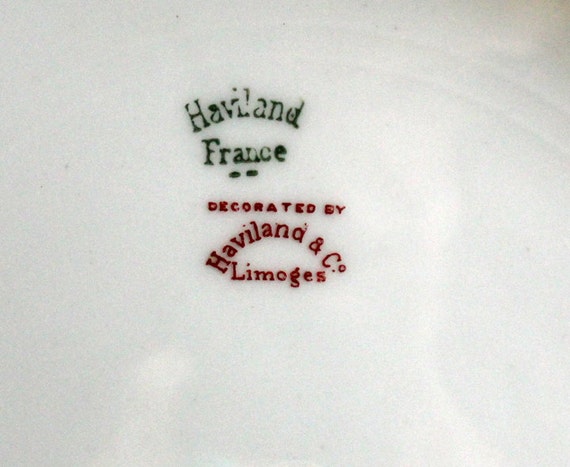 Haviland
France
DECORATED BY
Haviland & Co.
Limoges